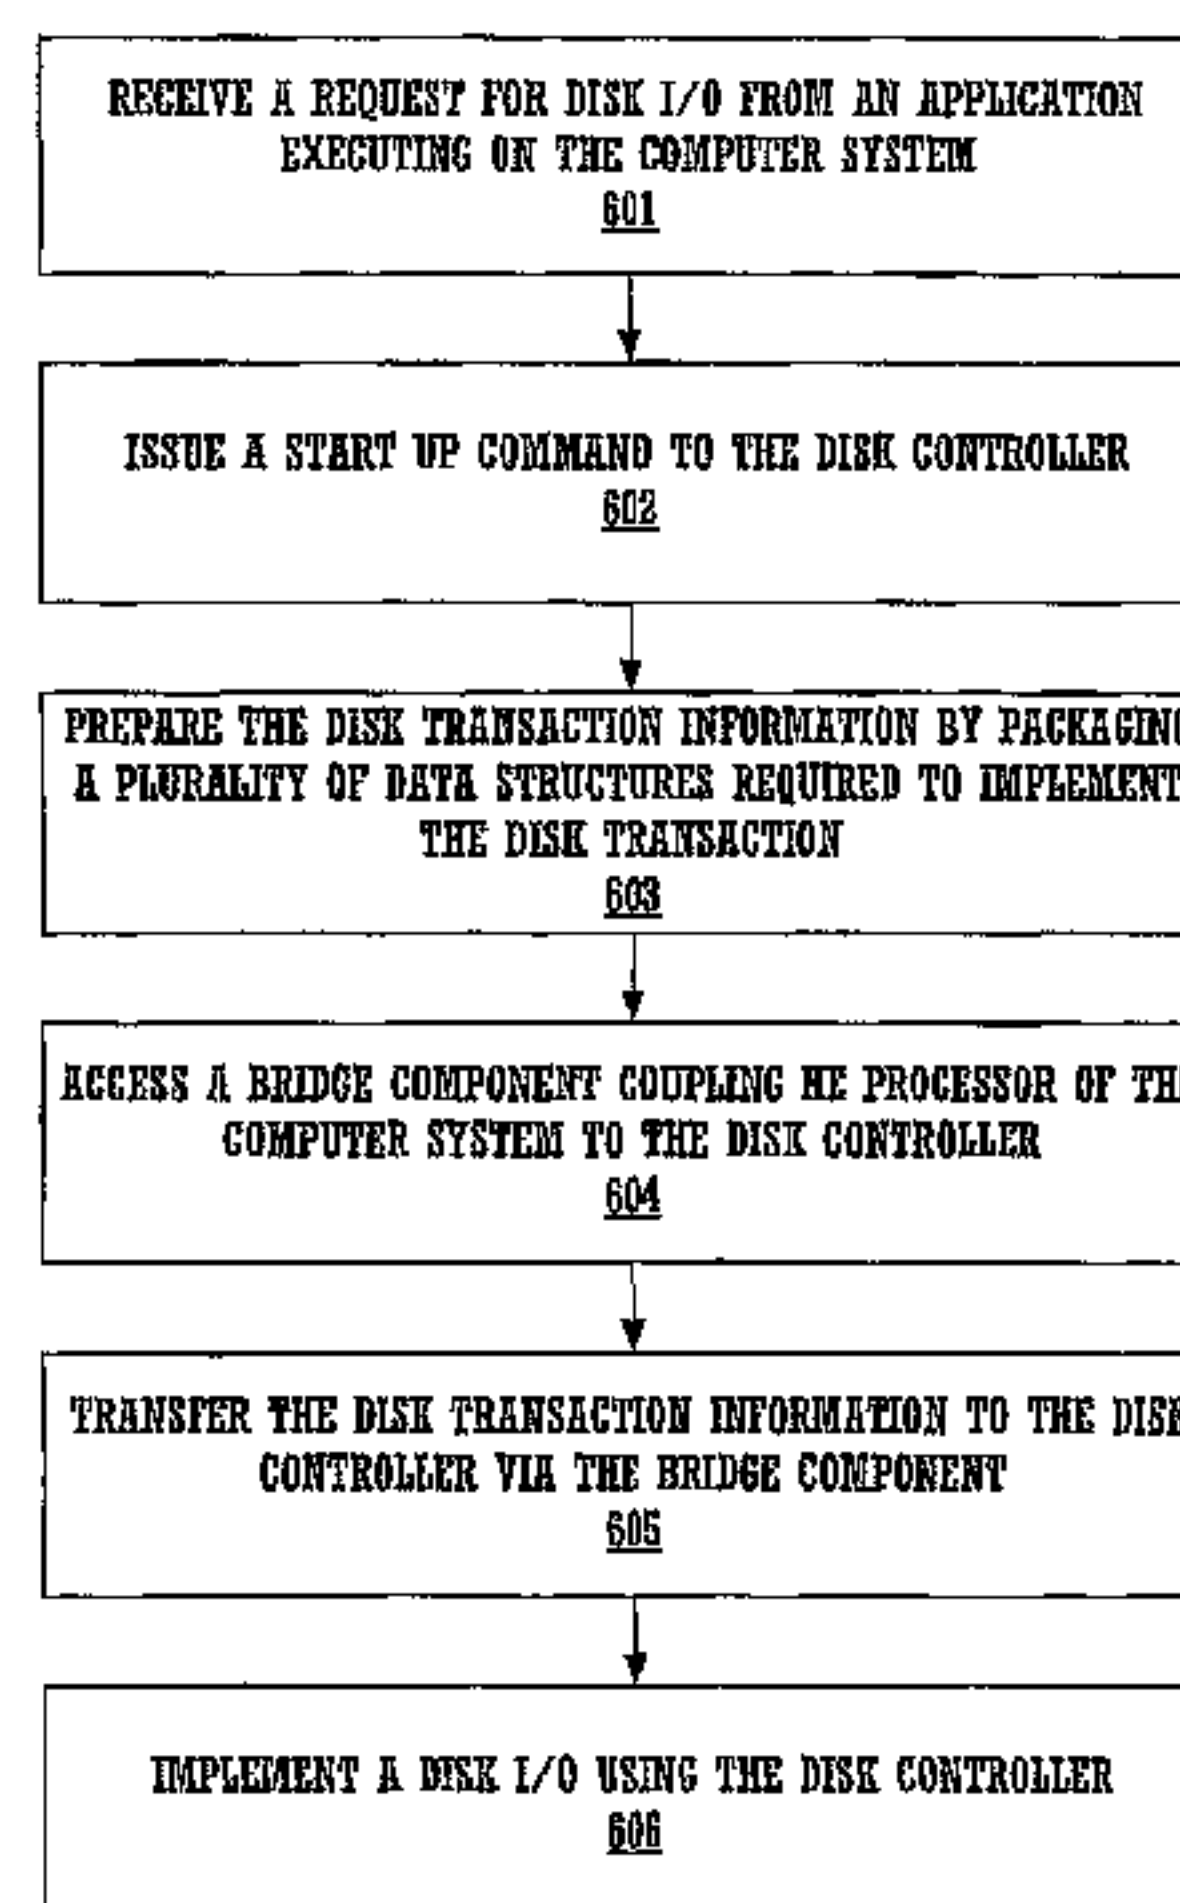 RECEIVE A REQUEST FOR DISK I/O FROM AN APPLICATION
EXECUTING ON THE COMPUTER SYSTEM
601
ISSUE A START UP COMMAND TO THE DISK CONTROLLER
602
PREPARE THE DISK TRANSACTION INFORMATION BY PACKAGING
A PLURALITY OF DATA STRUCTURES REQUIRED TO IMPLEMENT
THE DISK TRANSACTION
603
ACCESS A BRIDGE COMPONENT COUPLING HE PROCESSOR OF THE
COMPUTER SYSTEM TO THE DISK CONTROLLER
604
TRANSFER THE DISK TRANSACTION INFORMATION TO THE DISK
CONTROLLER VIA THE BRIDGE COMPONENT
605
IMPLEMENT A DISK I/O USING THE DISK CONTROLLER
606